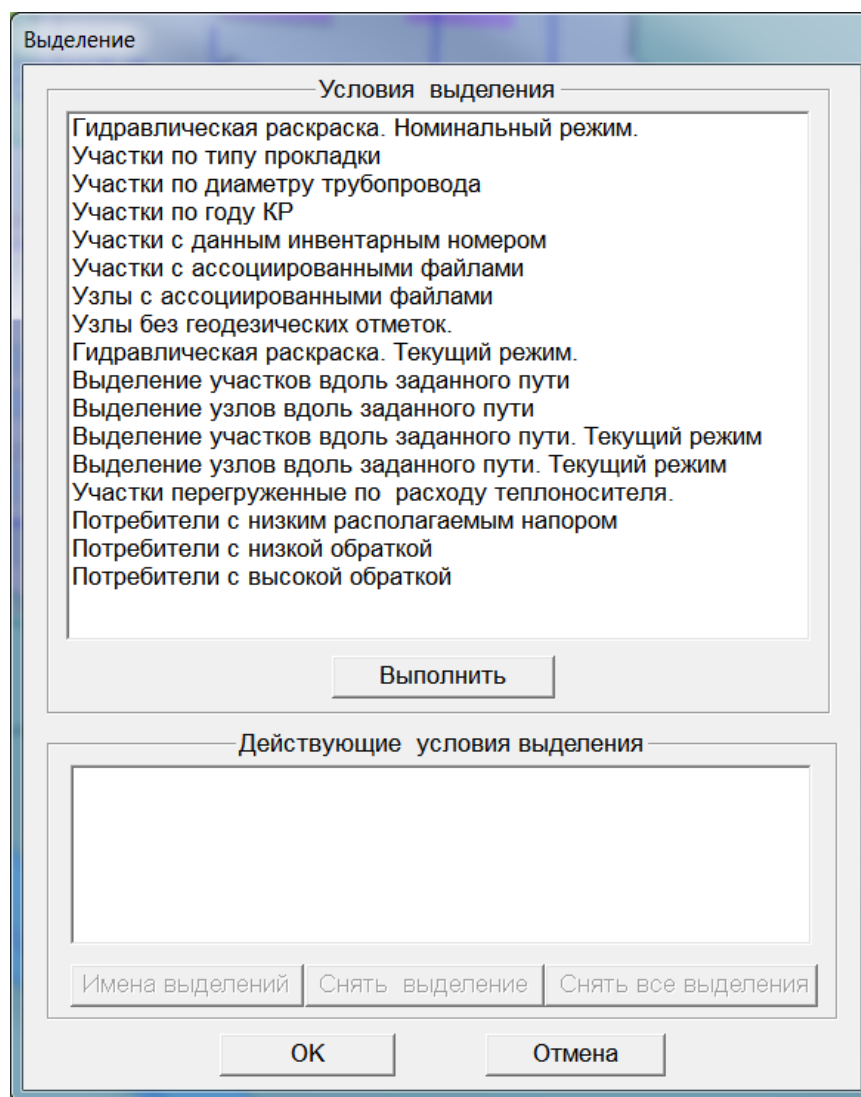 Выделение
Условия выделения
Гидравлическая раскраска. Номинальный режим.
Участки по типу прокладки
Участки по диаметру трубопровода
Участки по году КР
Участки с данным инвентарным номером
Участки с ассоциированными файлами
Узлы с ассоциированными файлами
Узлы без геодезических отметок.
Гидравлическая раскраска. Текущий режим.
Выделение участков вдоль заданного пути
Выделение узлов вдоль заданного пути
Выделение участков вдоль заданного пути. Текущий режим
Выделение узлов вдоль заданного пути. Текущий режим
Участки перегруженные по расходу теплоносителя.
Потребители с низким располагаемым напором
Потребители с низкой обраткой
Потребители с высокой обраткой
Выполнить
Действующие условия выделения
Имена выделений Снять выделение Снять все выделения
OK Отмена